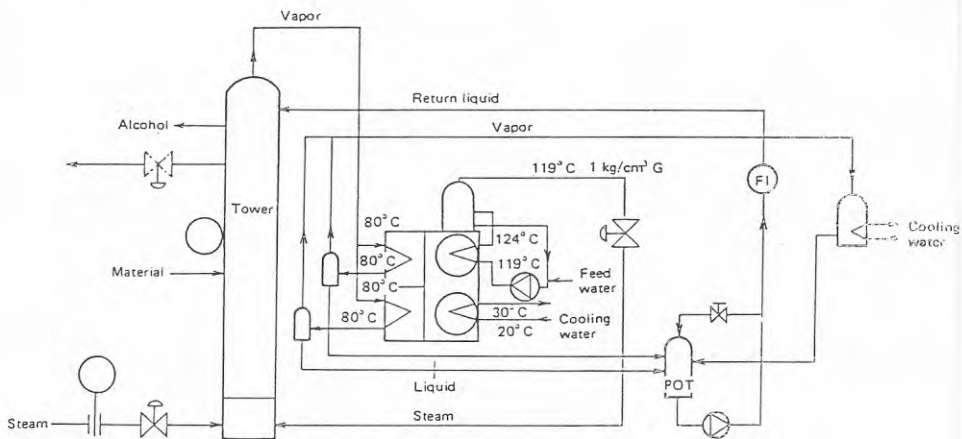 Vapor
Return liquid
Alcohol
Vapor
119°C 1 kg/cm³ G
FI
Tower
80°C
124°C
Cooling
water
80°C
119°C
Material
80°C
Feed
water
80°C
30°C
Cooling
20°C
water
Liquid
POT
Steam
Steam